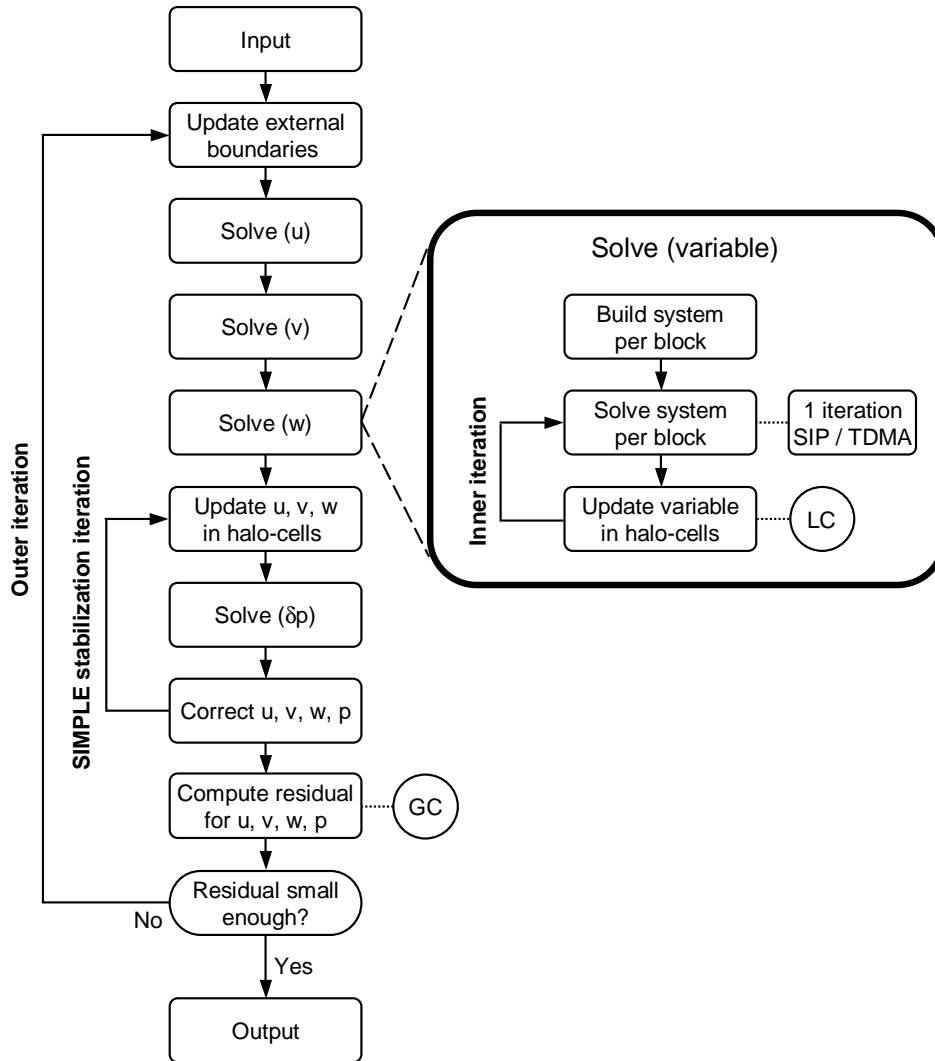 Input
Update external
boundaries
Solve (u)
Solve (v)
Solve (w)
Update u, v, w
in halo-cells
Solve (δp)
Correct u, v, w, p
Compute residual
for u, v, w, p
GC
Residual small
enough?
No
Yes
Output
Outer iteration
SIMPLE stabilization iteration
Solve (variable)
Build system
per block
Solve system
per block
1 iteration
SIP / TDMA
Update variable
in halo-cells
LC
Inner iteration